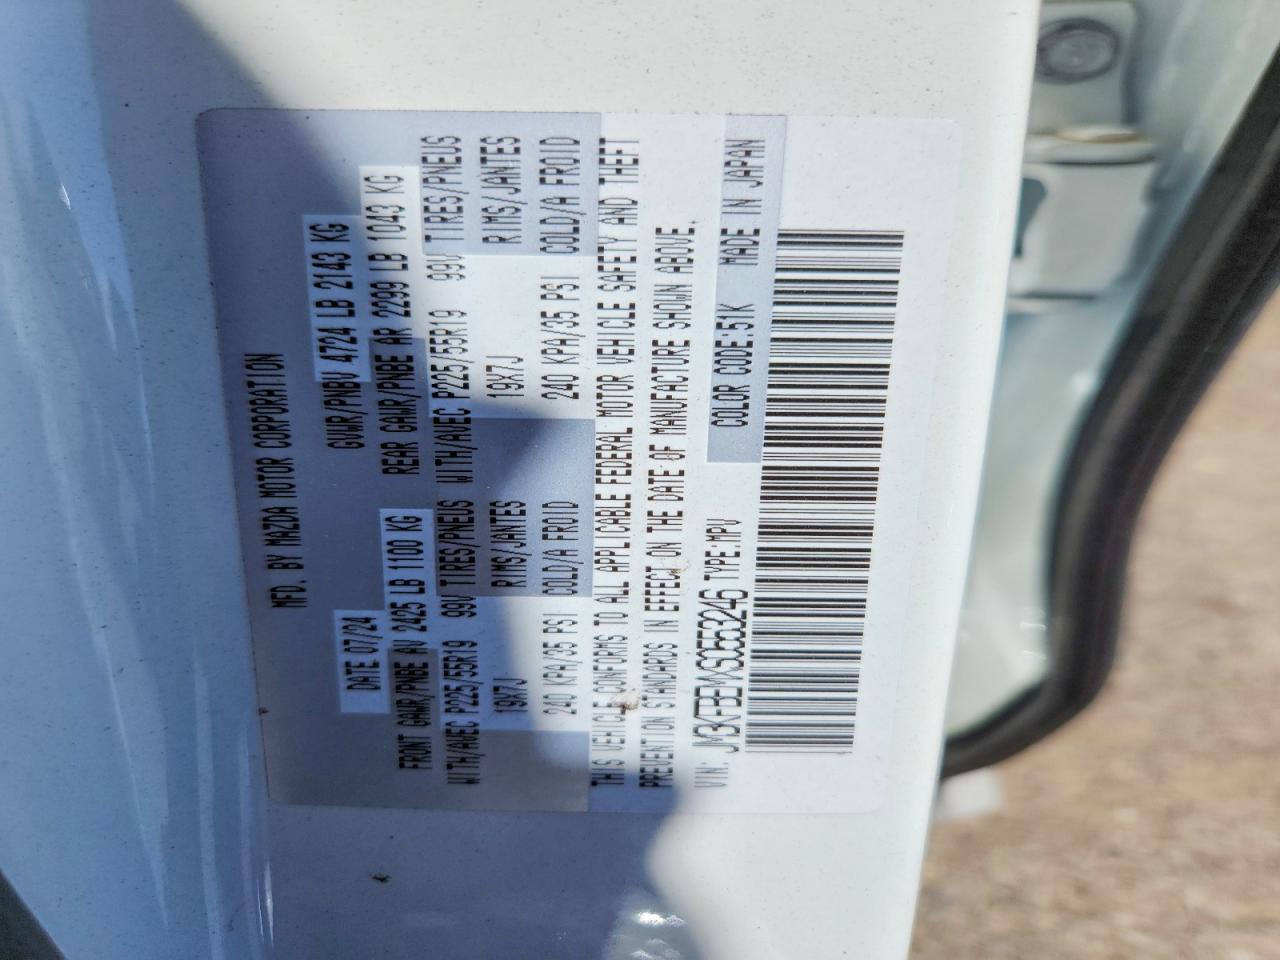 MFD. BY MAZDA MOTOR CORPORATION
DATE 07/24 GVWR/PNBV 4724 LB 2143 KG
FRONT GAWR/PNBE AV 2425 LB 1100 KG REAR GAWR/PNBE AR 2299 LB 1043 KG
WITH/AVEC P225/55R19 99V TIRES/PNEUS WITH/AVEC P225/55R19 99V TIRES/PNEUS
19X7J RIMS/JANTES 19X7J RIMS/JANTES
240 KPA/35 PSI COLD/A FROID 240 KPA/35 PSI COLD/A FROID
THIS VEHICLE CONFORMS TO ALL APPLICABLE FEDERAL MOTOR VEHICLE SAFETY AND THEFT
PREVENTION STANDARDS IN EFFECT ON THE DATE OF MANUFACTURE SHOWN ABOVE.
VIN: JM3KFBEMXS0553246 TYPE:MPV COLOR CODE:51K MADE IN JAPAN